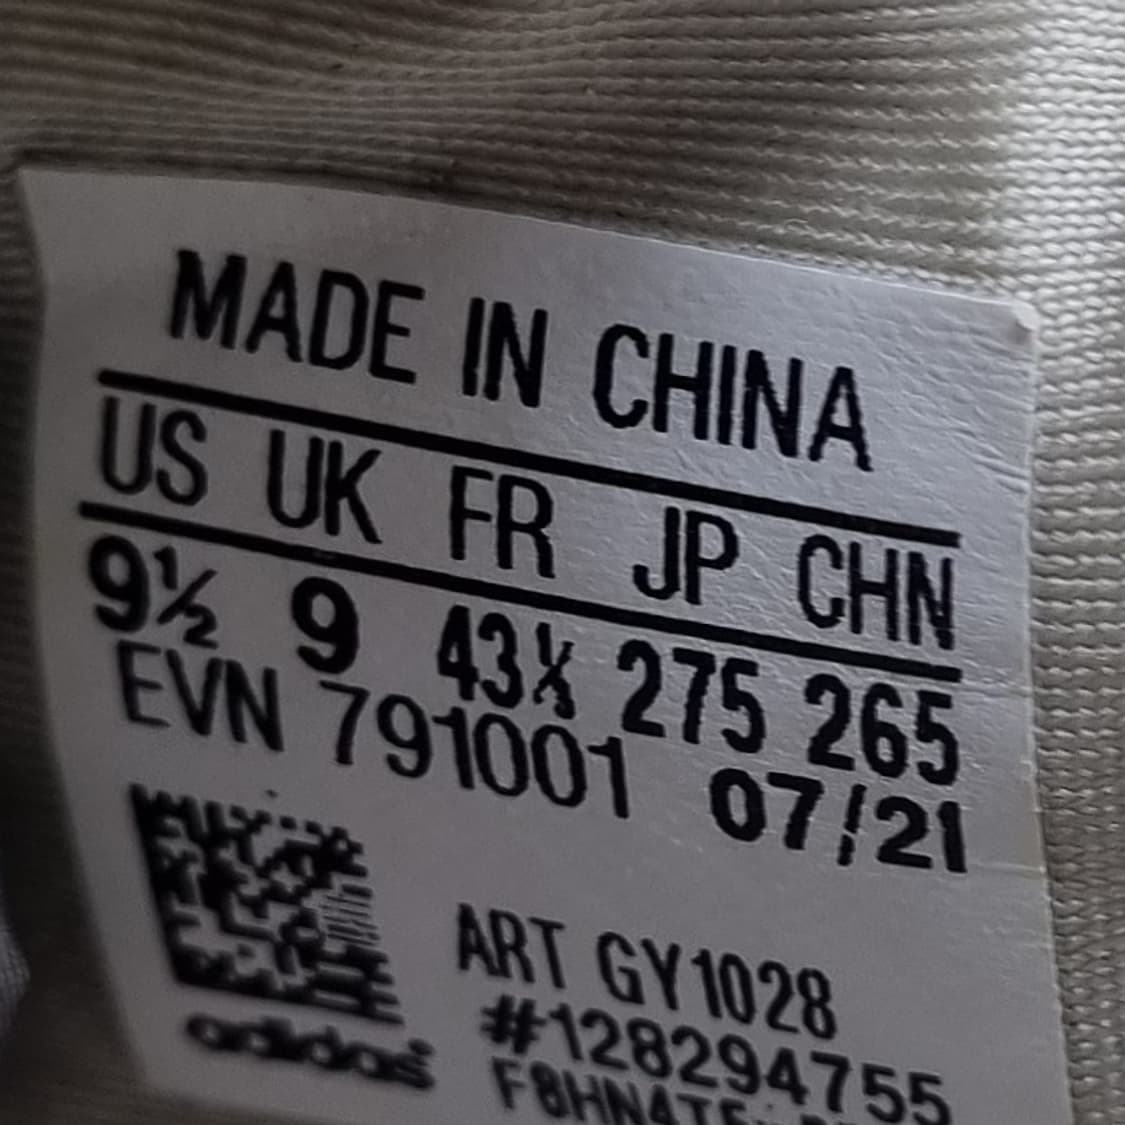 MADE IN CHINA
US UK FR JP CHN
9½ 9 43⅓ 275 265
EVN 791001 07/21
ART GY1028
#128294755
adidas